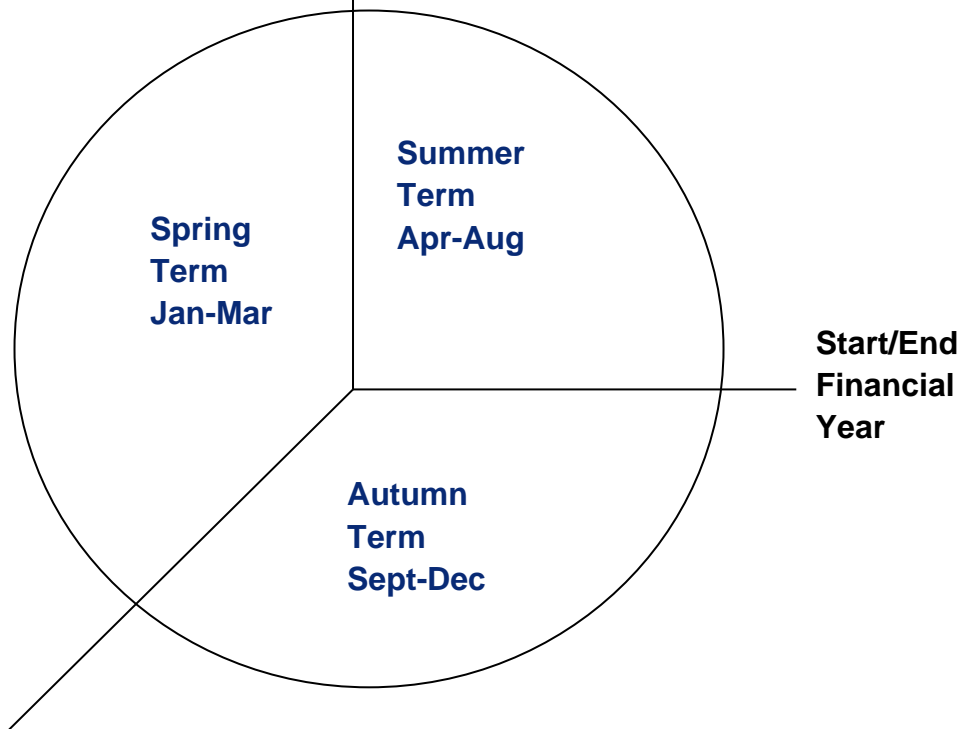 Summer
Term
Apr-Aug
Spring
Term
Jan-Mar
Start/End
Financial
Year
Autumn
Term
Sept-Dec